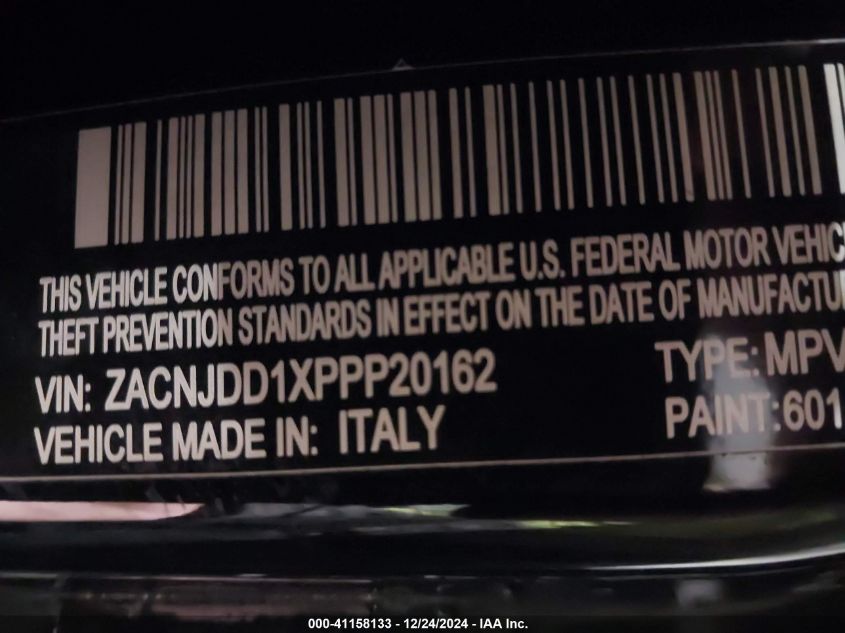 THIS VEHICLE CONFORMS TO ALL APPLICABLE U.S. FEDERAL MOTOR VEHIC
THEFT PREVENTION STANDARDS IN EFFECT ON THE DATE OF MANUFACTU
VIN: ZACNJDD1XPPP20162 TYPE: MPV
VEHICLE MADE IN: ITALY PAINT: 601
000-41158133 - 12/24/2024 - IAA Inc.